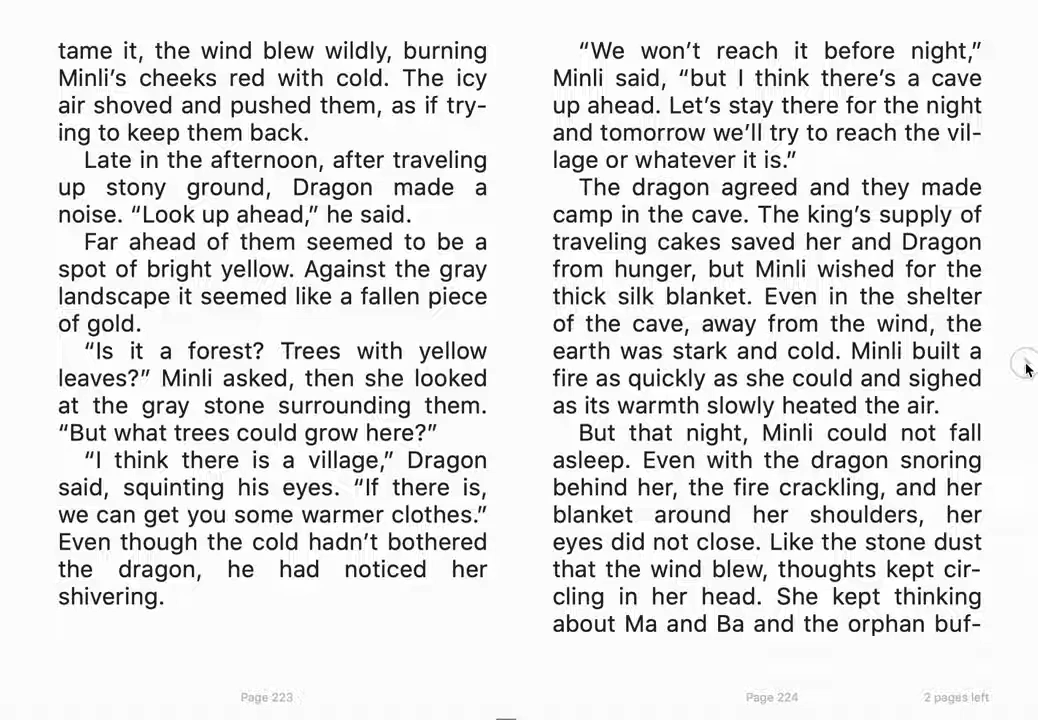 tame it, the wind blew wildly, burning
Minli’s cheeks red with cold. The icy
air shoved and pushed them, as if try-
ing to keep them back.
Late in the afternoon, after traveling
up stony ground, Dragon made a
noise. “Look up ahead,” he said.
Far ahead of them seemed to be a
spot of bright yellow. Against the gray
landscape it seemed like a fallen piece
of gold.
“Is it a forest? Trees with yellow
leaves?” Minli asked, then she looked
at the gray stone surrounding them.
“But what trees could grow here?”
“I think there is a village,” Dragon
said, squinting his eyes. “If there is,
we can get you some warmer clothes.”
Even though the cold hadn’t bothered
the dragon, he had noticed her
shivering.
Page 223
“We won’t reach it before night,”
Minli said, “but I think there’s a cave
up ahead. Let’s stay there for the night
and tomorrow we’ll try to reach the vil-
lage or whatever it is.”
The dragon agreed and they made
camp in the cave. The king’s supply of
traveling cakes saved her and Dragon
from hunger, but Minli wished for the
thick silk blanket. Even in the shelter
of the cave, away from the wind, the
earth was stark and cold. Minli built a
fire as quickly as she could and sighed
as its warmth slowly heated the air.
But that night, Minli could not fall
asleep. Even with the dragon snoring
behind her, the fire crackling, and her
blanket around her shoulders, her
eyes did not close. Like the stone dust
that the wind blew, thoughts kept cir-
cling in her head. She kept thinking
about Ma and Ba and the orphan buf-
Page 224
2 pages left